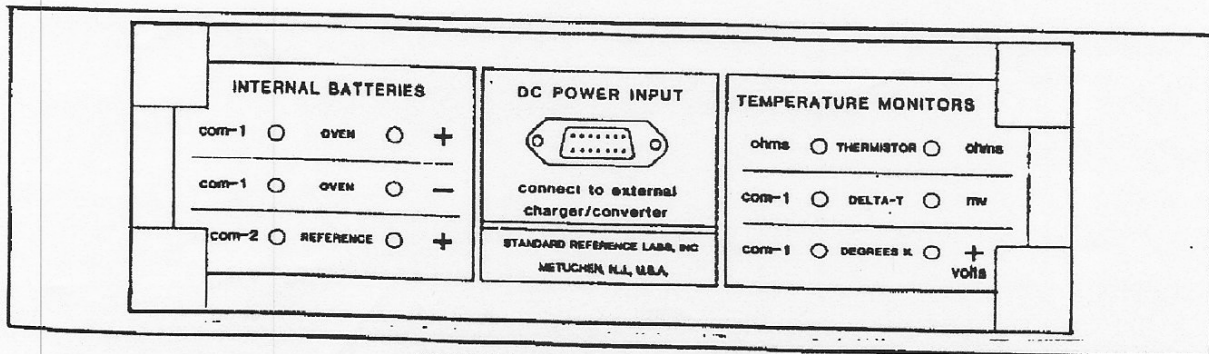 INTERNAL BATTERIES
com-1 OVEN +
com-1 OVEN —
com-2 REFERENCE +
DC POWER INPUT
connect to external
charger/converter
STANDARD REFERENCE LABS, INC
METUCHEN, N.J., U.S.A.
TEMPERATURE MONITORS
ohms THERMISTOR ohms
com-1 DELTA-T mv
com-1 DEGREES K +
volts